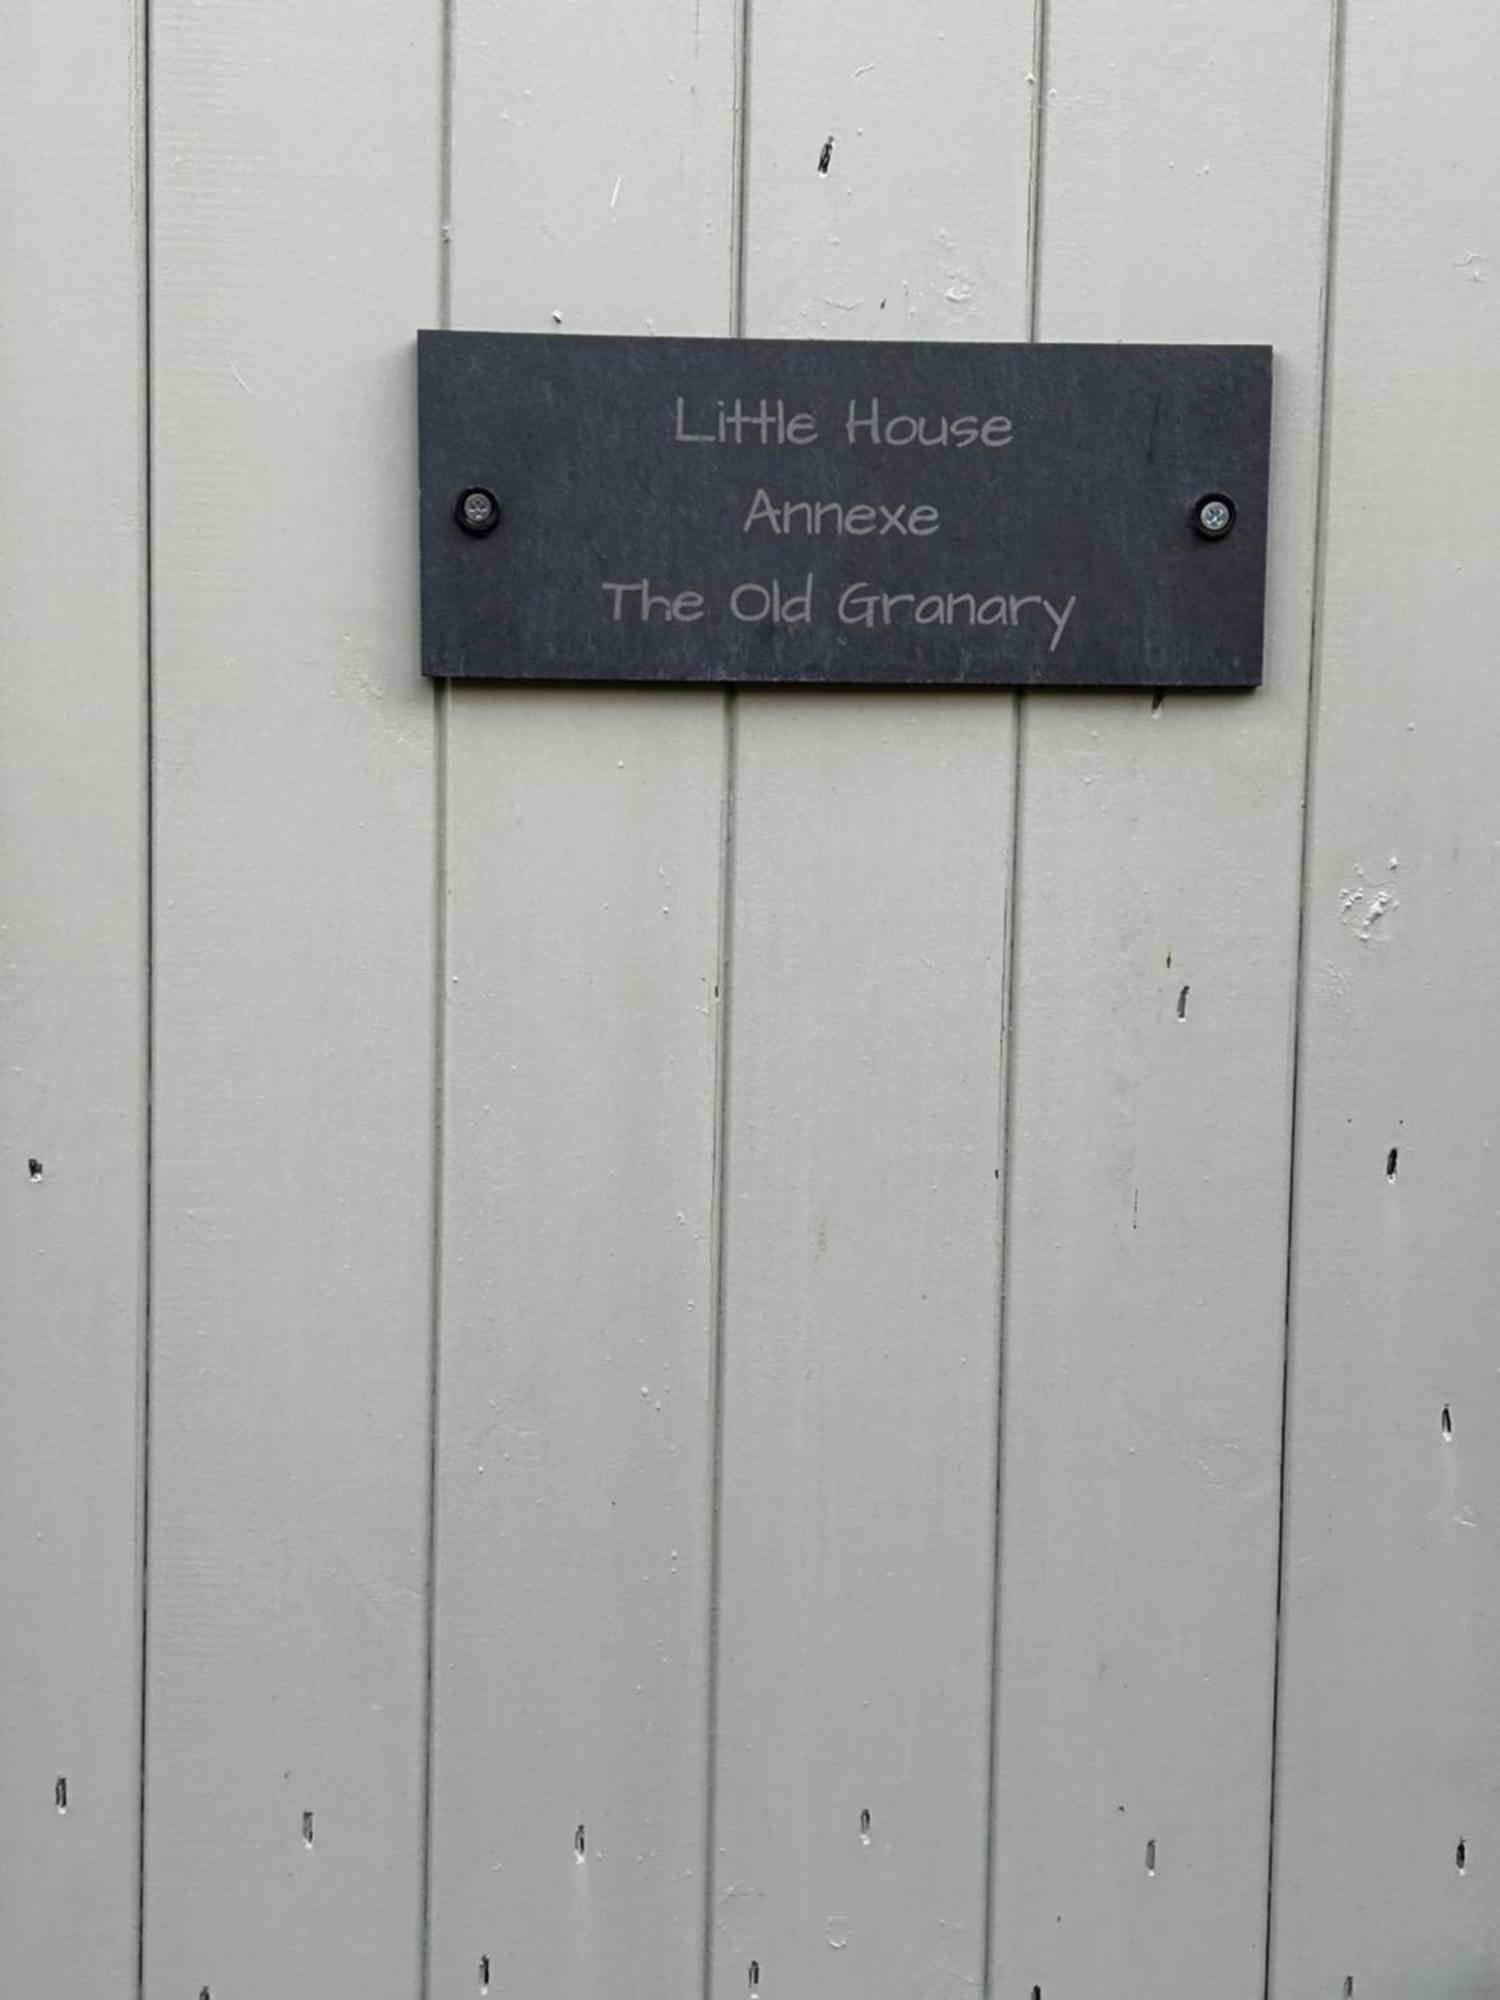 Little House
Annexe
The Old Granary